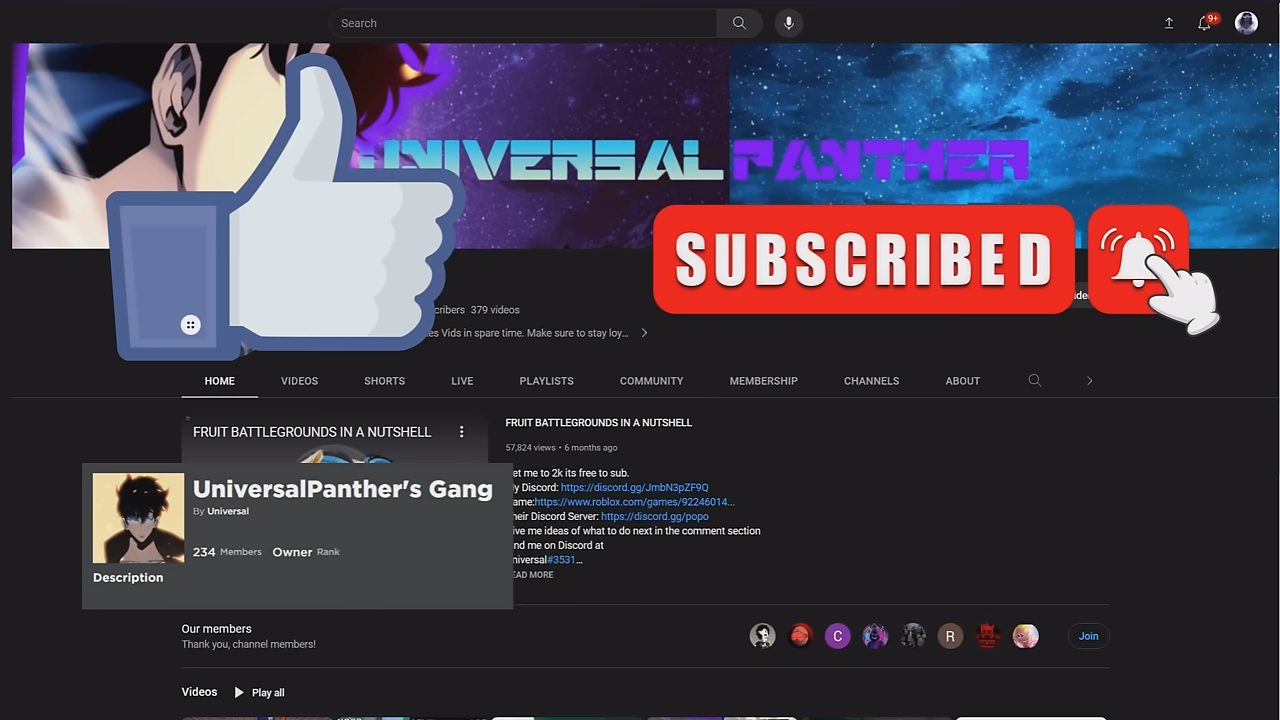 Search
9+
UNIVERSAL PANTHER
SUBSCRIBED
cribers 379 videos
es Vids in spare time. Make sure to stay loy...
HOME VIDEOS SHORTS LIVE PLAYLISTS COMMUNITY MEMBERSHIP CHANNELS ABOUT
FRUIT BATTLEGROUNDS IN A NUTSHELL
FRUIT BATTLEGROUNDS IN A NUTSHELL
57,824 views • 6 months ago
et me to 2k its free to sub.
y Discord: https://discord.gg/JmbN3pZF9Q
ame:https://www.roblox.com/games/92246014...
heir Discord Server: https://discord.gg/popo
ive me ideas of what to do next in the comment section
nd me on Discord at
niversal#3531...
EAD MORE
UniversalPanther's Gang
By Universal
234 Members Owner Rank
Description
Our members
Thank you, channel members!
C
R
Join
Videos Play all